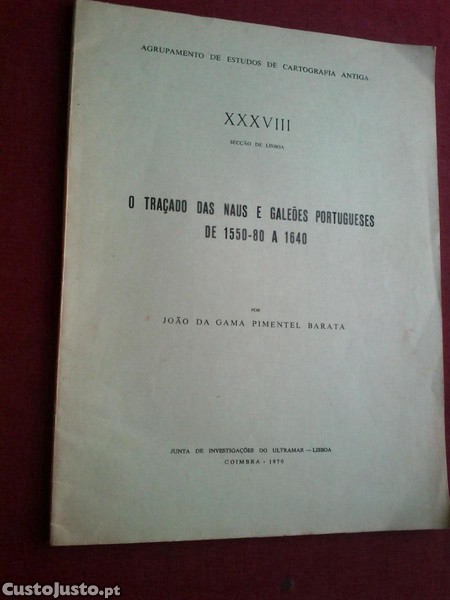 AGRUPAMENTO DE ESTUDOS DE CARTOGRAFIA ANTIGA
XXXVIII
SECÇÃO DE LISBOA
O TRAÇADO DAS NAUS E GALEÕES PORTUGUESES
DE 1550-80 A 1640
POR
JOÃO DA GAMA PIMENTEL BARATA
JUNTA DE INVESTIGAÇÕES DO ULTRAMAR — LISBOA
COIMBRA - 1970
CustoJusto.pt